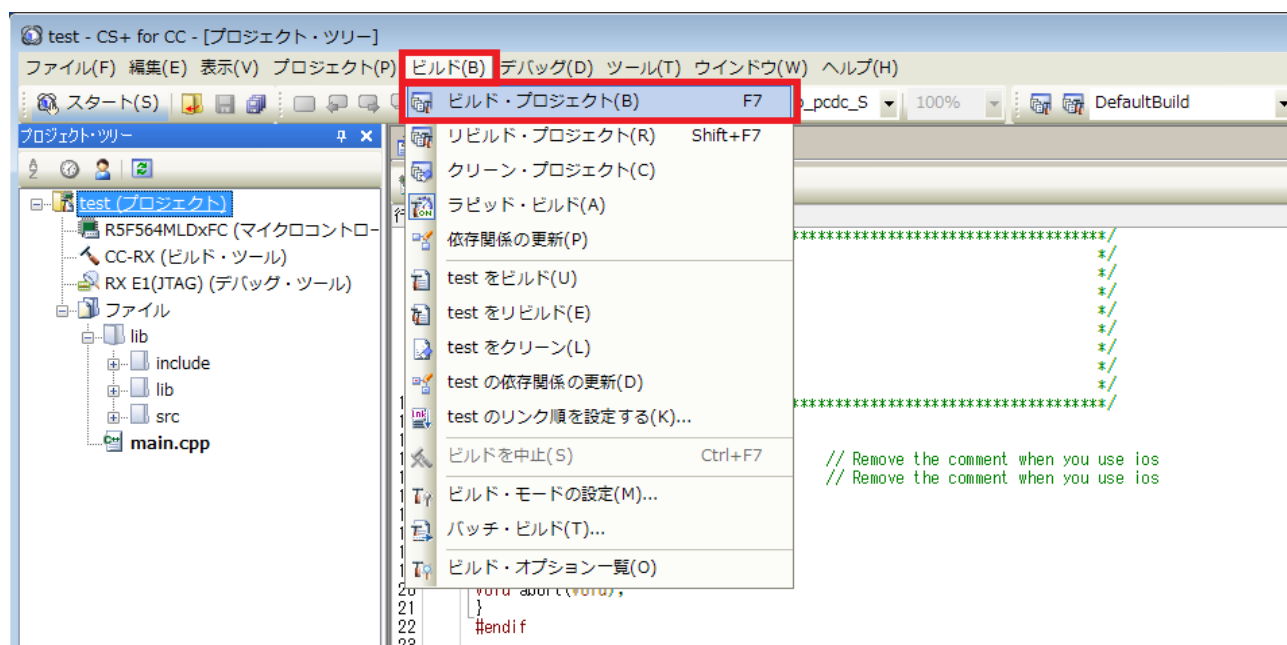 test - CS+ for CC - [プロジェクト・ツリー]
ファイル(F) 編集(E) 表示(V) プロジェクト(P) ビルド(B) デバッグ(D) ツール(T) ウインドウ(W) ヘルプ(H)
スタート(S) _pcdc_S 100% DefaultBuild
プロジェクト・ツリー
test (プロジェクト)
R5F564MLDxFC (マイクロコントロー
CC-RX (ビルド・ツール)
RX E1(JTAG) (デバッグ・ツール)
ファイル
lib
include
lib
src
main.cpp
ビルド・プロジェクト(B) F7
リビルド・プロジェクト(R) Shift+F7
クリーン・プロジェクト(C)
ラピッド・ビルド(A)
依存関係の更新(P)
test をビルド(U)
test をリビルド(E)
test をクリーン(L)
test の依存関係の更新(D)
test のリンク順を設定する(K)...
ビルドを中止(S) Ctrl+F7
ビルド・モードの設定(M)...
バッチ・ビルド(T)...
ビルド・オプション一覧(O)
行
*************************************/
*/
*/
*/
*/
*/
*/
*/
*/
*************************************/
// Remove the comment when you use ios
// Remove the comment when you use ios
20 void abort(void);
21 }
22 #endif
23